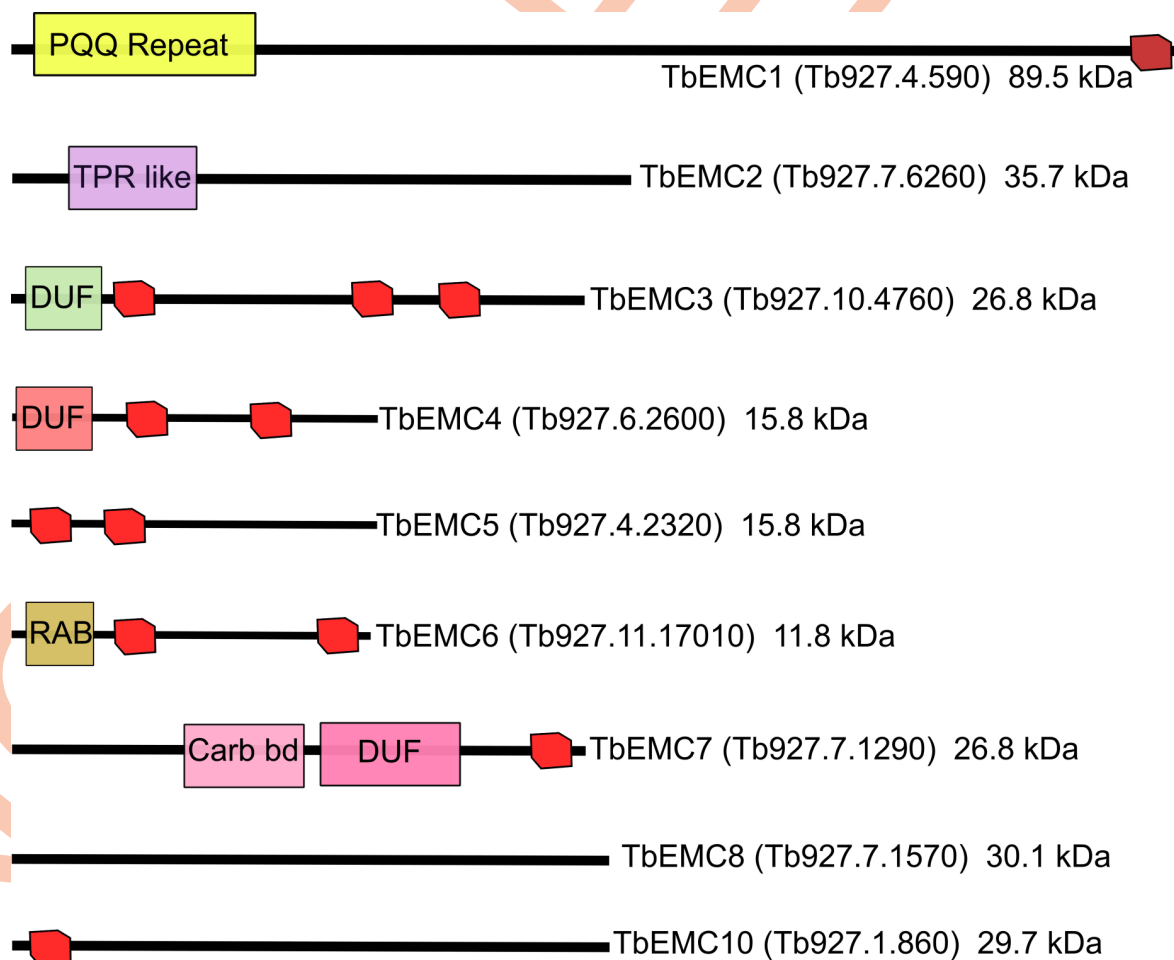 PQQ Repeat
TbEMC1 (Tb927.4.590) 89.5 kDa
TPR like TbEMC2 (Tb927.7.6260) 35.7 kDa
DUF TbEMC3 (Tb927.10.4760) 26.8 kDa
DUF TbEMC4 (Tb927.6.2600) 15.8 kDa
TbEMC5 (Tb927.4.2320) 15.8 kDa
RAB TbEMC6 (Tb927.11.17010) 11.8 kDa
Carb bd DUF TbEMC7 (Tb927.7.1290) 26.8 kDa
TbEMC8 (Tb927.7.1570) 30.1 kDa
TbEMC10 (Tb927.1.860) 29.7 kDa